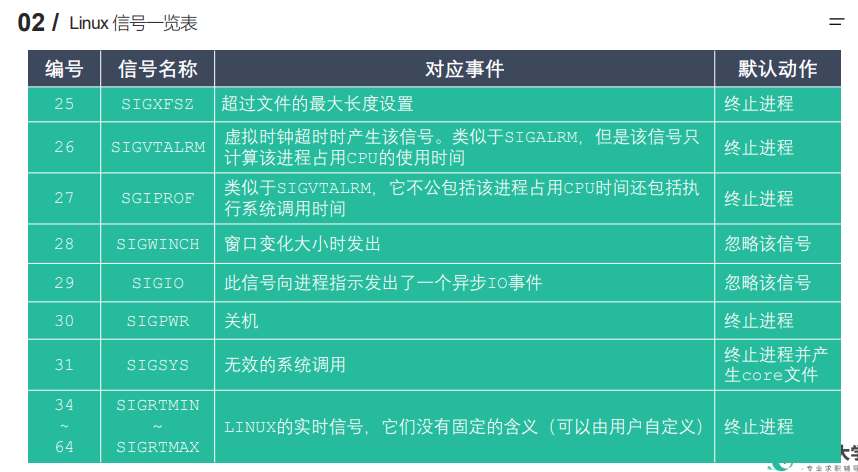 02 / Linux 信号一览表
编号 信号名称 对应事件 默认动作
25 SIGXFSZ 超过文件的最大长度设置 终止进程
26 SIGVTALRM 虚拟时钟超时时产生该信号。类似于SIGALRM，但是该信号只
计算该进程占用CPU的使用时间 终止进程
27 SGIPROF 类似于SIGVTALRM，它不公包括该进程占用CPU时间还包括执
行系统调用时间 终止进程
28 SIGWINCH 窗口变化大小时发出 忽略该信号
29 SIGIO 此信号向进程指示发出了一个异步IO事件 忽略该信号
30 SIGPWR 关机 终止进程
31 SIGSYS 无效的系统调用 终止进程并产
生core文件
34
~
64
SIGRTMIN
~
SIGRTMAX
LINUX的实时信号，它们没有固定的含义（可以由用户自定义） 终止进程
大学
·专业求职辅导